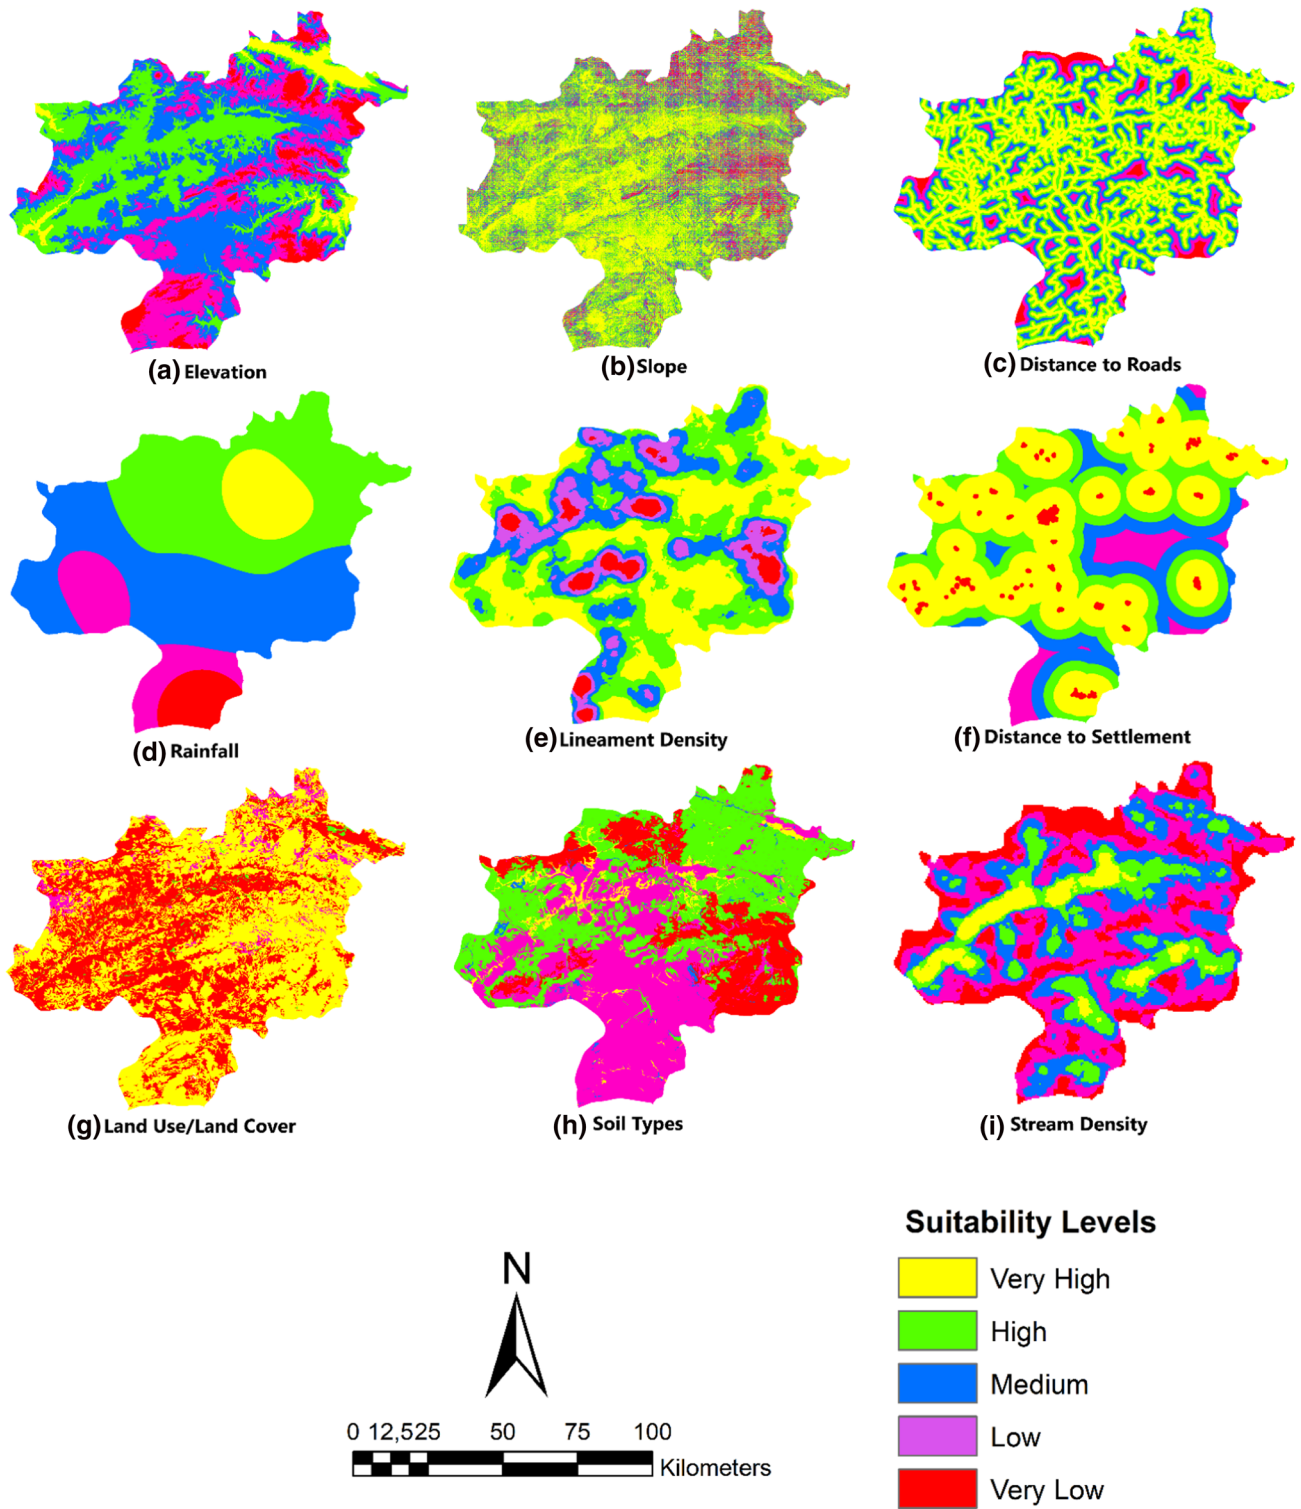 (a) Elevation
(b) Slope
(c) Distance to Roads
(d) Rainfall
(e) Lineament Density
(f) Distance to Settlement
(g) Land Use/Land Cover
(h) Soil Types
(i) Stream Density
Suitability Levels
Very High
High
Medium
Low
Very Low
N
0 12,525 50 75 100
Kilometers